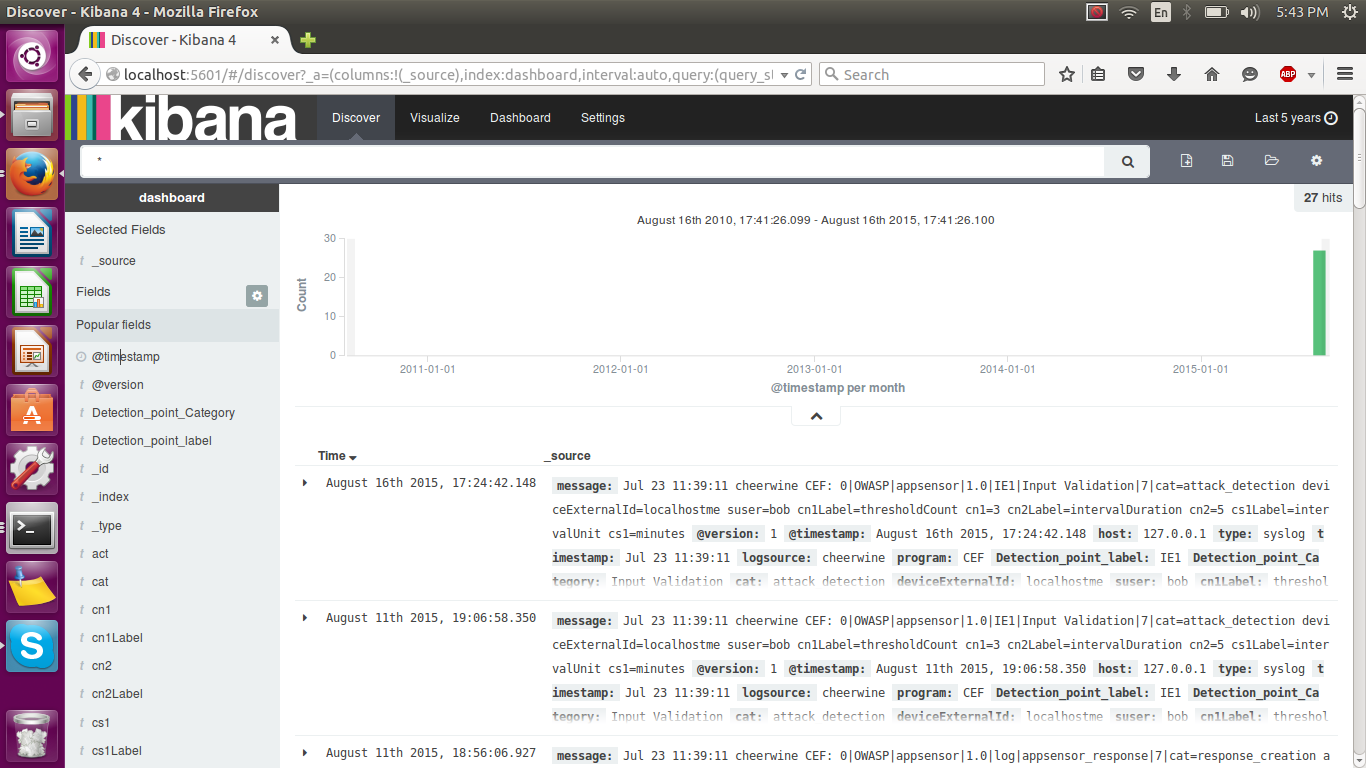 Discover - Kibana 4 - Mozilla Firefox
En
5:43 PM
Discover - Kibana 4
localhost:5601/#/discover?_a=(columns:!(_source),index:dashboard,interval:auto,query:(query_st
Search
ABP
kibana
Discover
Visualize
Dashboard
Settings
Last 5 years
*
dashboard
27 hits
Selected Fields
t _source
Fields
Popular fields
@timestamp
t @version
t Detection_point_Category
t Detection_point_label
t _id
t _index
t _type
t act
t cat
t cn1
t cn1Label
t cn2
t cn2Label
t cs1
t cs1Label
August 16th 2010, 17:41:26.099 - August 16th 2015, 17:41:26.100
Count
30
20
10
0
2011-01-01
2012-01-01
2013-01-01
2014-01-01
2015-01-01
@timestamp per month
Time
_source
August 16th 2015, 17:24:42.148
message: Jul 23 11:39:11 cheerwine CEF: 0|OWASP|appsensor|1.0|IE1|Input Validation|7|cat=attack_detection devi
ceExternalId=localhostme suser=bob cn1Label=thresholdCount cn1=3 cn2Label=intervalDuration cn2=5 cs1Label=inter
valUnit cs1=minutes @version: 1 @timestamp: August 16th 2015, 17:24:42.148 host: 127.0.0.1 type: syslog t
imestamp: Jul 23 11:39:11 logsource: cheerwine program: CEF Detection_point_label: IE1 Detection_point_Ca
tegory: Input Validation cat: attack_detection deviceExternalId: localhostme suser: bob cn1Label: threshol
August 11th 2015, 19:06:58.350
message: Jul 23 11:39:11 cheerwine CEF: 0|OWASP|appsensor|1.0|IE1|Input Validation|7|cat=attack_detection devi
ceExternalId=localhostme suser=bob cn1Label=thresholdCount cn1=3 cn2Label=intervalDuration cn2=5 cs1Label=inter
valUnit cs1=minutes @version: 1 @timestamp: August 11th 2015, 19:06:58.350 host: 127.0.0.1 type: syslog t
imestamp: Jul 23 11:39:11 logsource: cheerwine program: CEF Detection_point_label: IE1 Detection_point_Ca
tegory: Input Validation cat: attack_detection deviceExternalId: localhostme suser: bob cn1Label: threshol
August 11th 2015, 18:56:06.927
message: Jul 23 11:39:11 cheerwine CEF: 0|OWASP|appsensor|1.0|log|appsensor_response|7|cat=response_creation a